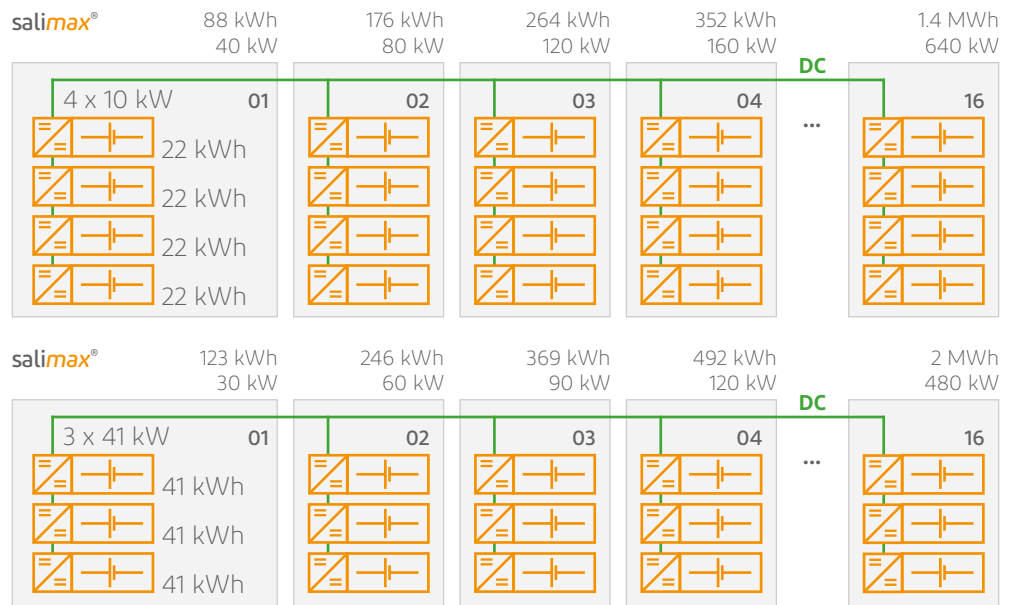 salimax® 88 kWh 176 kWh 264 kWh 352 kWh 1.4 MWh
40 kW 80 kW 120 kW 160 kW 640 kW
DC
4 x 10 kW 01 02 03 04 16
...
22 kWh
22 kWh
22 kWh
22 kWh
salimax® 123 kWh 246 kWh 369 kWh 492 kWh 2 MWh
30 kW 60 kW 90 kW 120 kW 480 kW
DC
3 x 41 kW 01 02 03 04 16
...
41 kWh
41 kWh
41 kWh